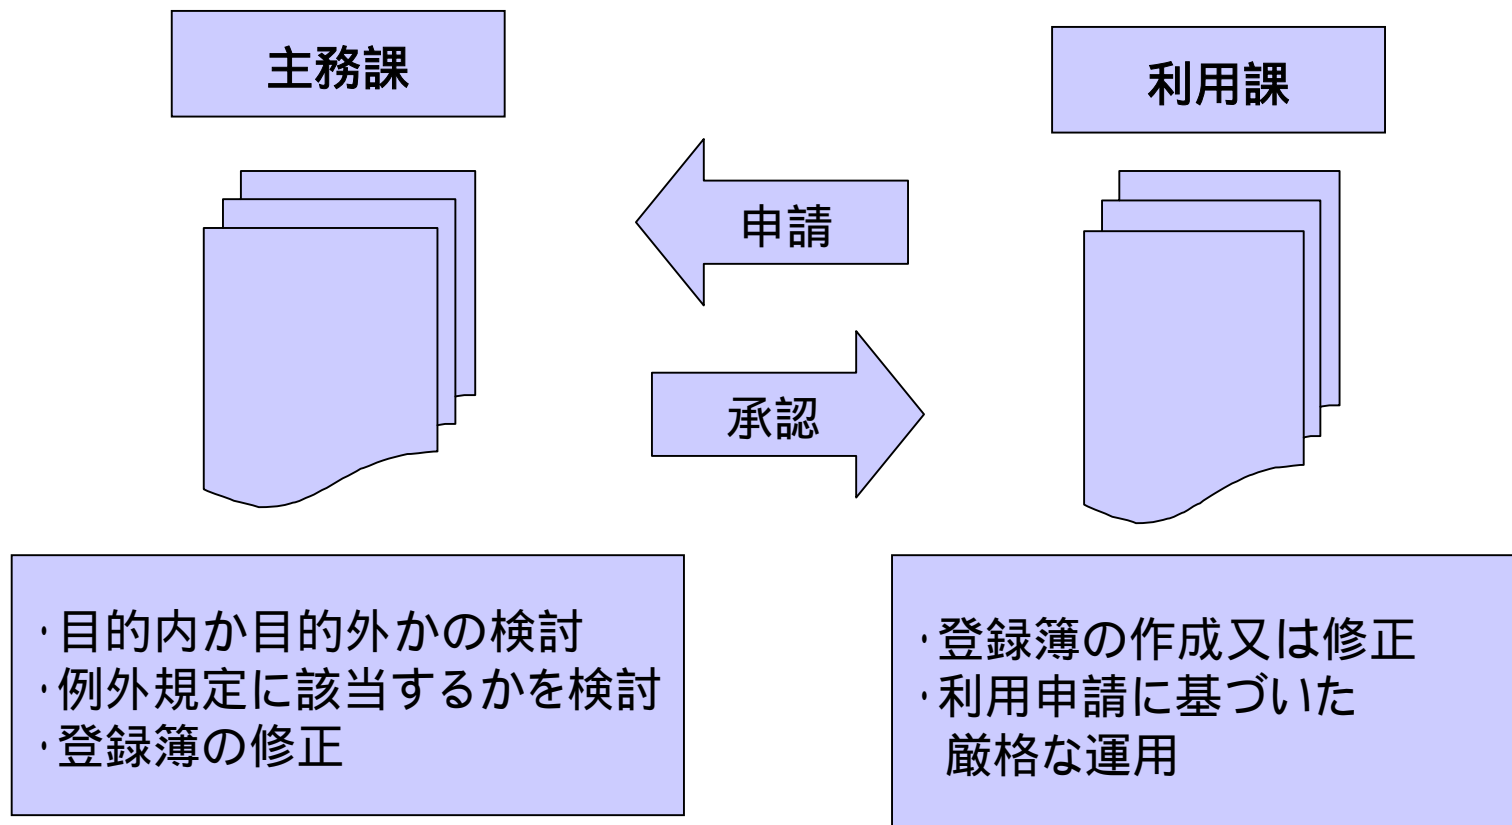 主務課
利用課
申請
承認
・目的内か目的外かの検討
・例外規定に該当するかを検討
・登録簿の修正
・登録簿の作成又は修正
・利用申請に基づいた
厳格な運用